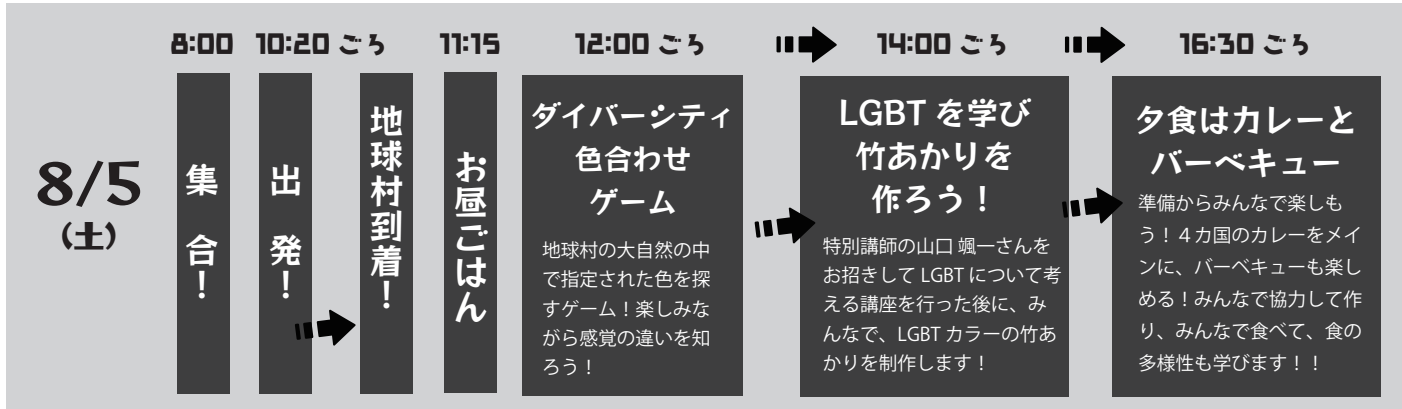 8/5
(土)
8:00
集合！
10:20 ごろ
出発！
地球村到着！
11:15
お昼ごはん
12:00 ごろ
ダイバーシティ
色合わせ
ゲーム
地球村の大自然の中
で指定された色を探
すゲーム！楽しみな
がら感覚の違いを知
ろう！
14:00 ごろ
LGBT を学び
竹あかりを
作ろう！
特別講師の山口 颯一さんを
お招きして LGBT について考
える講座を行った後に、み
んなで、LGBT カラーの竹あ
かりを制作します！
16:30 ごろ
夕食はカレーと
バーベキュー
準備からみんなで楽しも
う！４カ国のカレーをメイ
ンに、バーベキューも楽し
める！みんなで協力して作
り、みんなで食べて、食の
多様性も学びます！！